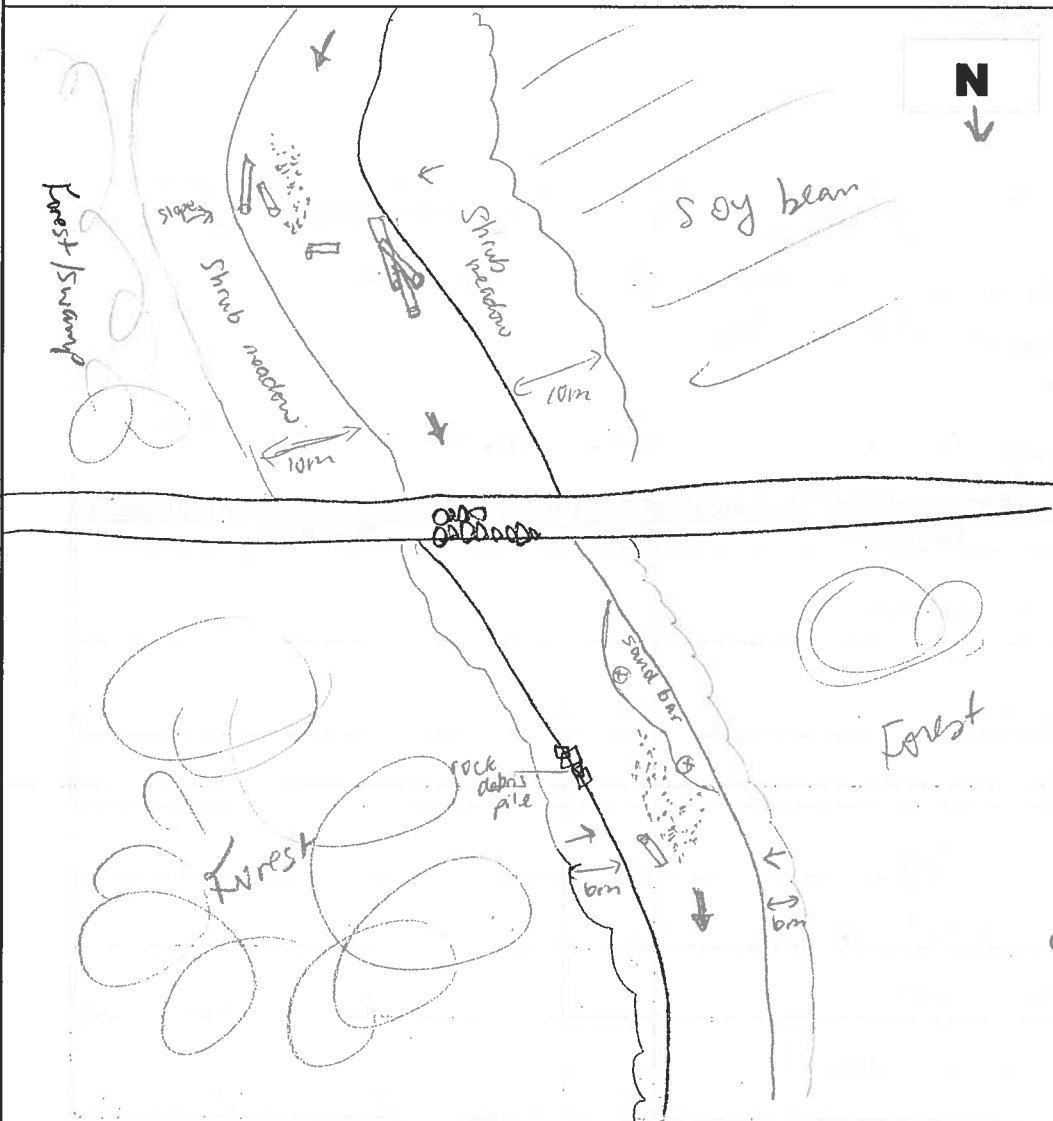 N
Forest/Swamp
Shrub
meadow
10m
Shrub
meadow
10m
Soy bean
sand bar
rock
debris
pile
Forest
Forest
6m
6m